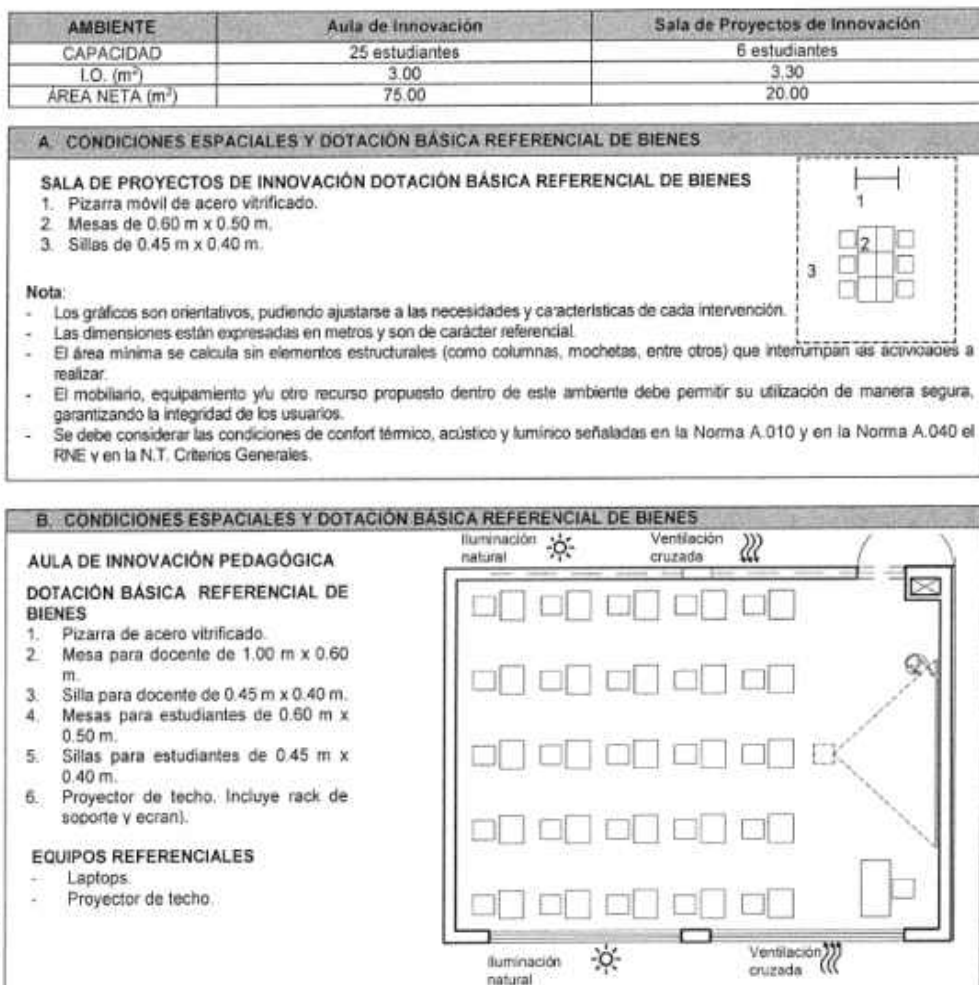 AMBIENTE Aula de Innovación Sala de Proyectos de Innovación
CAPACIDAD 25 estudiantes 6 estudiantes
I.O. (m²) 3.00 3.30
ÁREA NETA (m²) 75.00 20.00
A. CONDICIONES ESPACIALES Y DOTACIÓN BÁSICA REFERENCIAL DE BIENES
SALA DE PROYECTOS DE INNOVACIÓN DOTACIÓN BÁSICA REFERENCIAL DE BIENES
1. Pizarra móvil de acero vitrificado.
2. Mesas de 0.60 m x 0.50 m.
3. Sillas de 0.45 m x 0.40 m.
1
2
3
Nota:
- Los gráficos son orientativos, pudiendo ajustarse a las necesidades y características de cada intervención.
- Las dimensiones están expresadas en metros y son de carácter referencial.
- El área mínima se calcula sin elementos estructurales (como columnas, mochetas, entre otros) que interrumpan las actividades a
realizar.
- El mobiliario, equipamiento y/u otro recurso propuesto dentro de este ambiente debe permitir su utilización de manera segura,
garantizando la integridad de los usuarios.
- Se debe considerar las condiciones de confort térmico, acústico y lumínico señaladas en la Norma A.010 y en la Norma A.040 el
RNE y en la N.T. Criterios Generales.
B. CONDICIONES ESPACIALES Y DOTACIÓN BÁSICA REFERENCIAL DE BIENES
AULA DE INNOVACIÓN PEDAGÓGICA
DOTACIÓN BÁSICA REFERENCIAL DE
BIENES
1. Pizarra de acero vitrificado.
2. Mesa para docente de 1.00 m x 0.60
m.
3. Silla para docente de 0.45 m x 0.40 m.
4. Mesas para estudiantes de 0.60 m x
0.50 m.
5. Sillas para estudiantes de 0.45 m x
0.40 m.
6. Proyector de techo. Incluye rack de
soporte y ecran).
EQUIPOS REFERENCIALES
- Laptops.
- Proyector de techo.
Iluminación
natural
Ventilación
cruzada
Iluminación
natural
Ventilación
cruzada